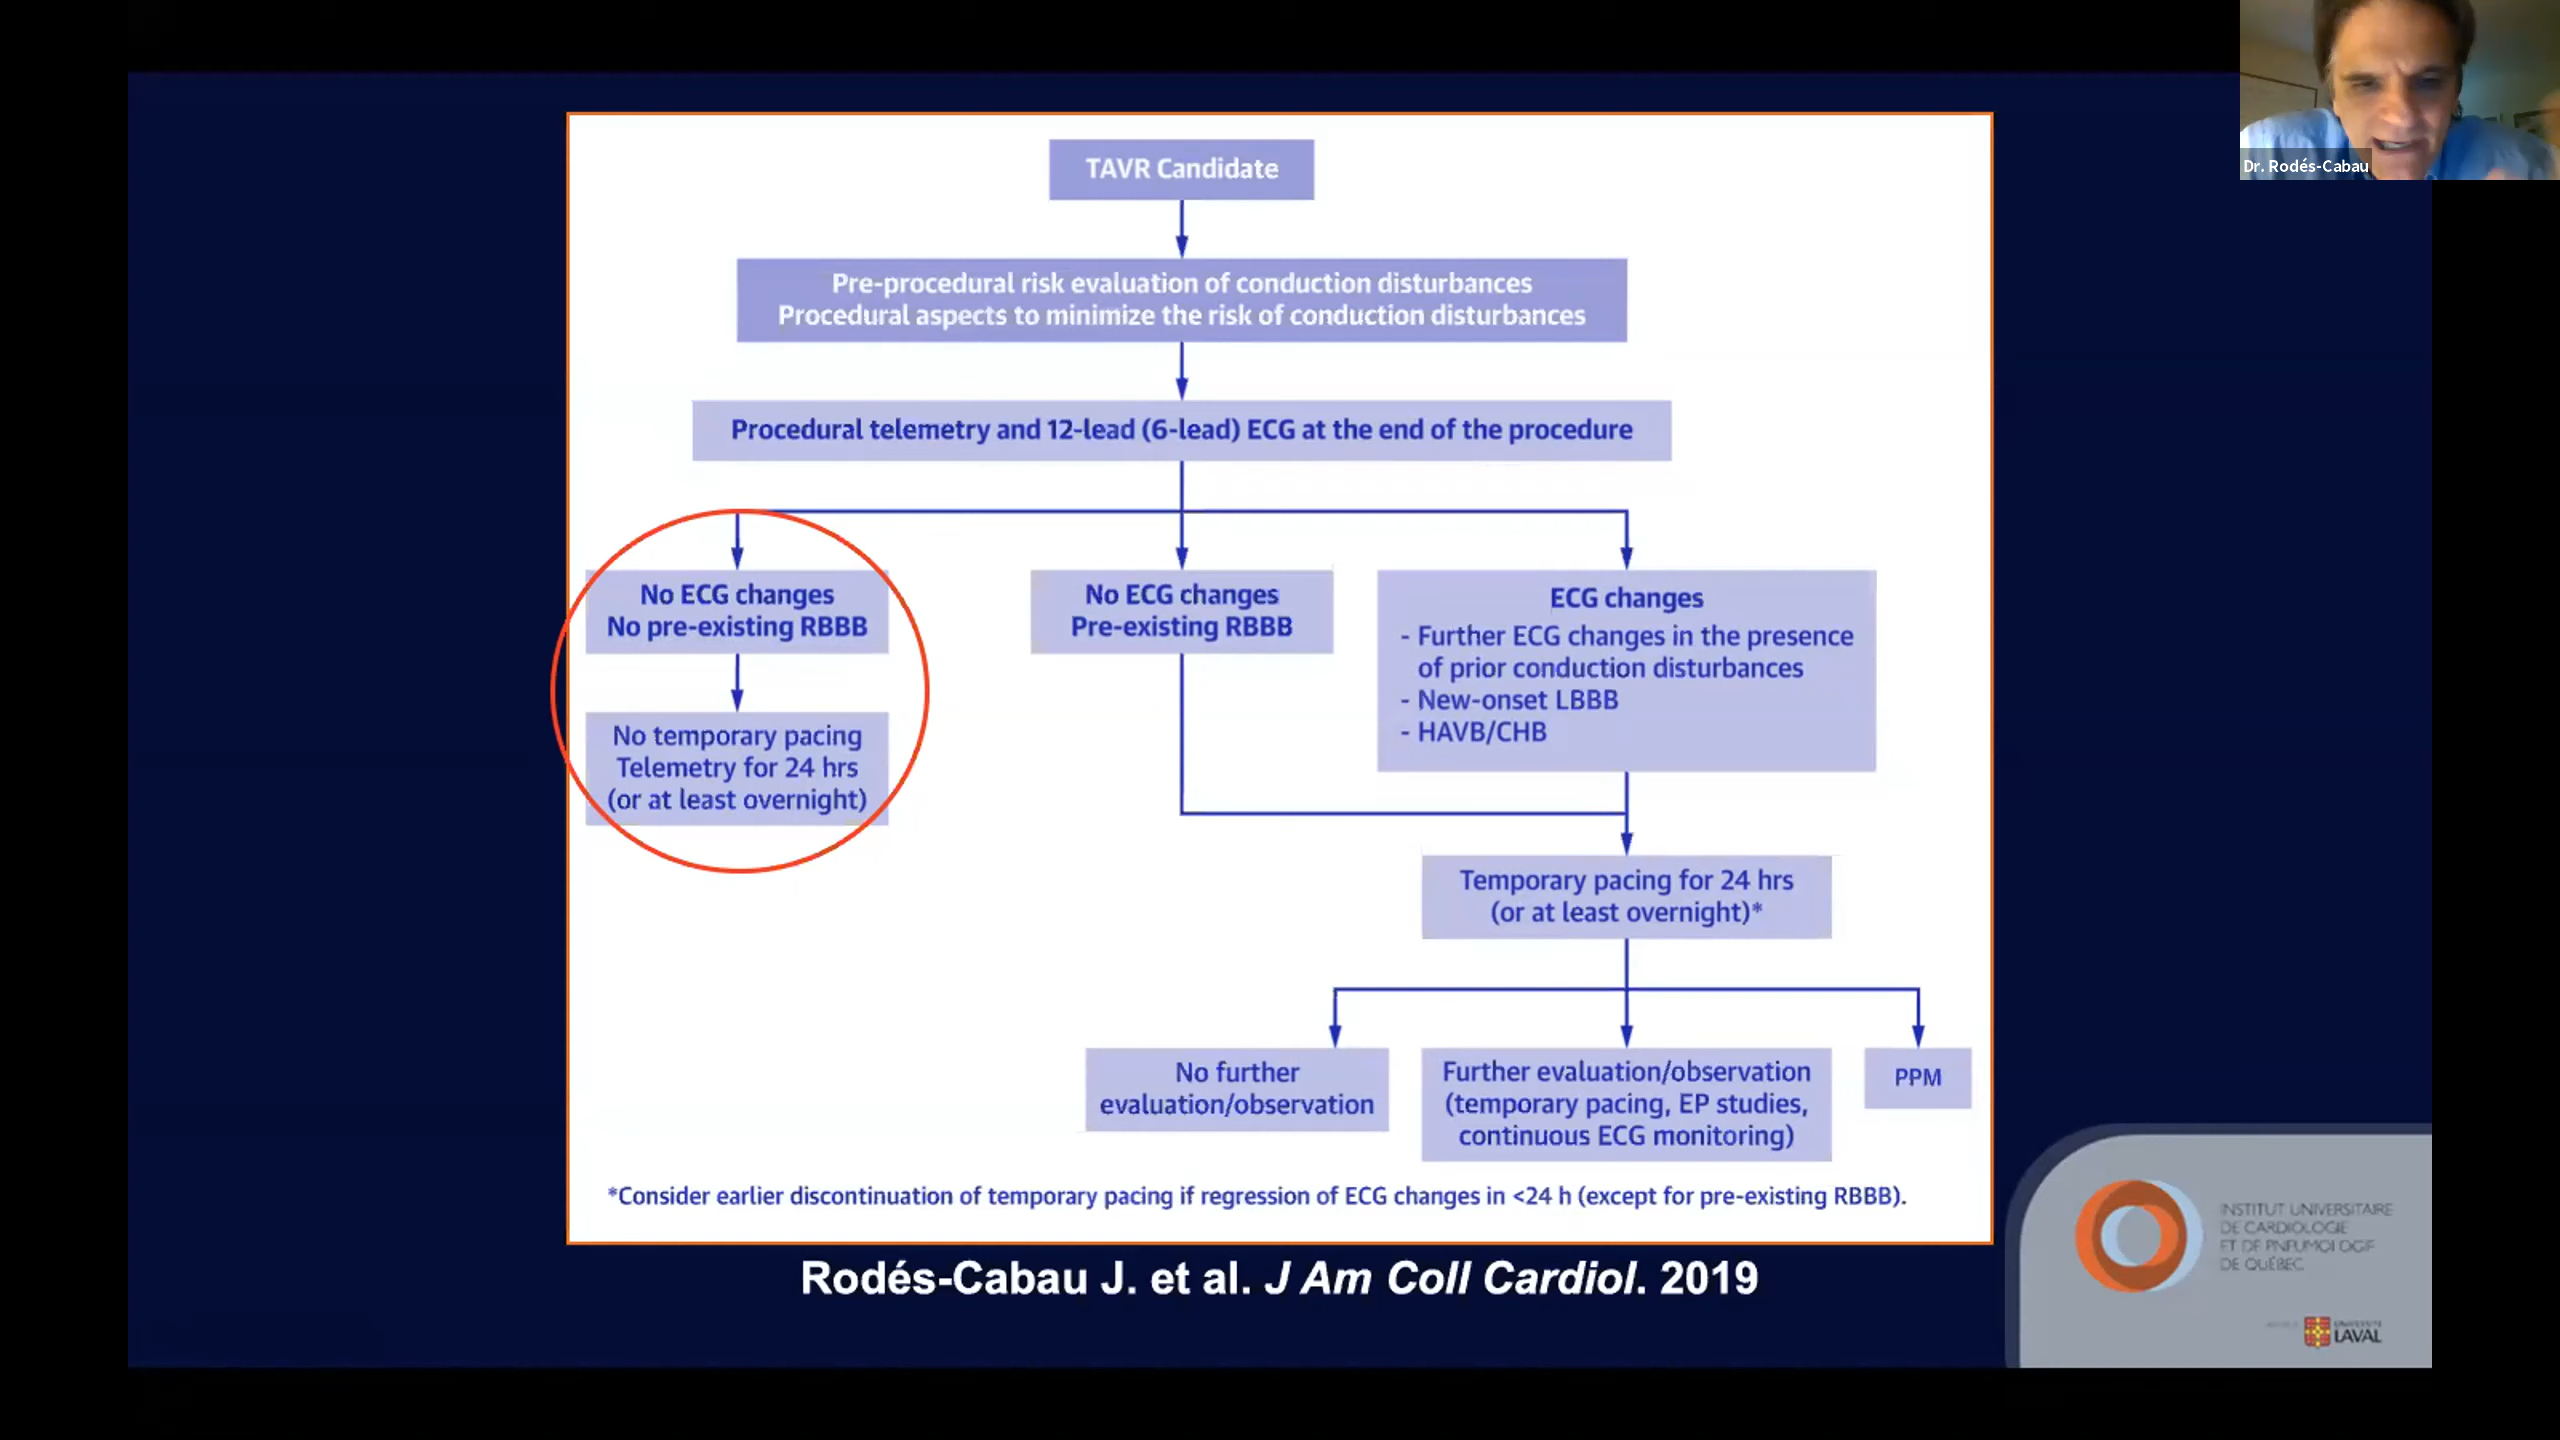 Dr. Rodés-Cabau
TAVR Candidate
Pre-procedural risk evaluation of conduction disturbances
Procedural aspects to minimize the risk of conduction disturbances
Procedural telemetry and 12-lead (6-lead) ECG at the end of the procedure
No ECG changes
No pre-existing RBBB
No temporary pacing
Telemetry for 24 hrs
(or at least overnight)
No ECG changes
Pre-existing RBBB
ECG changes
- Further ECG changes in the presence
of prior conduction disturbances
- New-onset LBBB
- HAVB/CHB
Temporary pacing for 24 hrs
(or at least overnight)*
No further
evaluation/observation
Further evaluation/observation
(temporary pacing, EP studies,
continuous ECG monitoring)
PPM
*Consider earlier discontinuation of temporary pacing if regression of ECG changes in <24 h (except for pre-existing RBBB).
Rodés-Cabau J. et al. J Am Coll Cardiol. 2019
INSTITUT UNIVERSITAIRE
DE CARDIOLOGIE
ET DE PNEUMOLOGIE
DE QUÉBEC
UNIVERSITÉ
LAVAL